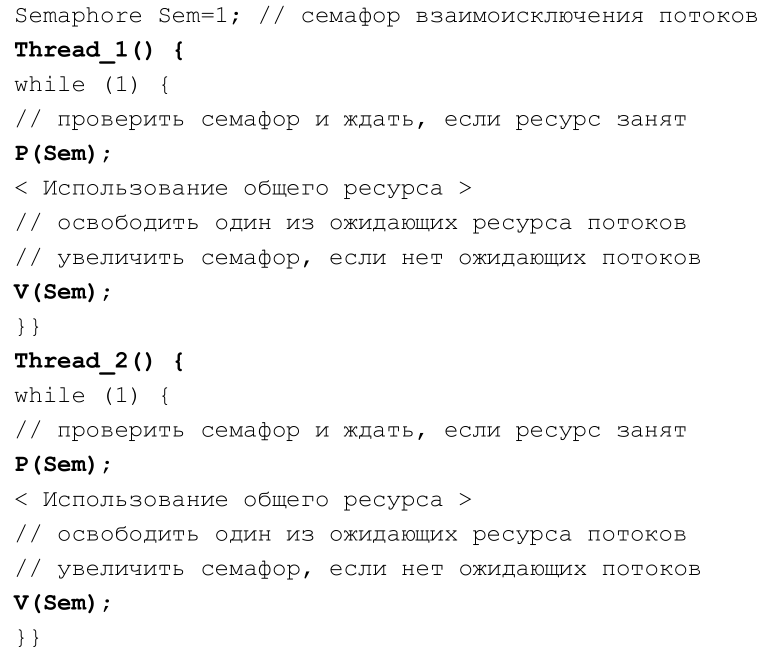 Semaphore Sem=1; // семафор взаимоисключения потоков
Thread_1() {
while (1) {
// проверить семафор и ждать, если ресурс занят
P(Sem);
< Использование общего ресурса >
// освободить один из ожидающих ресурса потоков
// увеличить семафор, если нет ожидающих потоков
V(Sem);
}}
Thread_2() {
while (1) {
// проверить семафор и ждать, если ресурс занят
P(Sem);
< Использование общего ресурса >
// освободить один из ожидающих ресурса потоков
// увеличить семафор, если нет ожидающих потоков
V(Sem);
}}